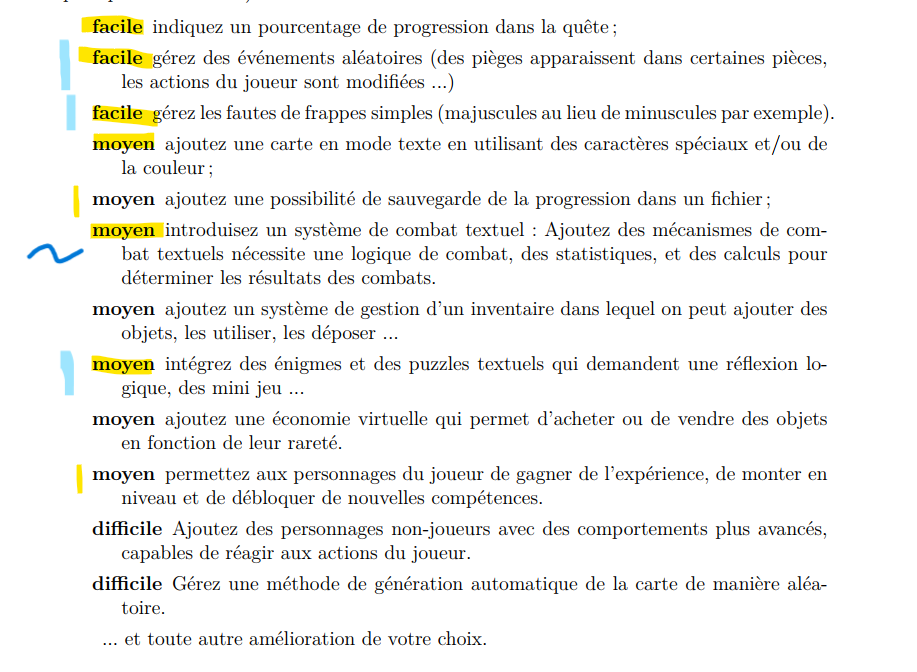 facile indiquez un pourcentage de progression dans la quête ;
facile gérez des événements aléatoires (des pièges apparaissent dans certaines pièces,
les actions du joueur sont modifiées ...)
facile gérez les fautes de frappes simples (majuscules au lieu de minuscules par exemple).
moyen ajoutez une carte en mode texte en utilisant des caractères spéciaux et/ou de
la couleur ;
moyen ajoutez une possibilité de sauvegarde de la progression dans un fichier ;
moyen introduisez un système de combat textuel : Ajoutez des mécanismes de com-
bat textuels nécessite une logique de combat, des statistiques, et des calculs pour
déterminer les résultats des combats.
moyen ajoutez un système de gestion d'un inventaire dans lequel on peut ajouter des
objets, les utiliser, les déposer ...
moyen intégrez des énigmes et des puzzles textuels qui demandent une réflexion lo-
gique, des mini jeu ...
moyen ajoutez une économie virtuelle qui permet d'acheter ou de vendre des objets
en fonction de leur rareté.
moyen permettez aux personnages du joueur de gagner de l'expérience, de monter en
niveau et de débloquer de nouvelles compétences.
difficile Ajoutez des personnages non-joueurs avec des comportements plus avancés,
capables de réagir aux actions du joueur.
difficile Gérez une méthode de génération automatique de la carte de manière aléa-
toire.
... et toute autre amélioration de votre choix.